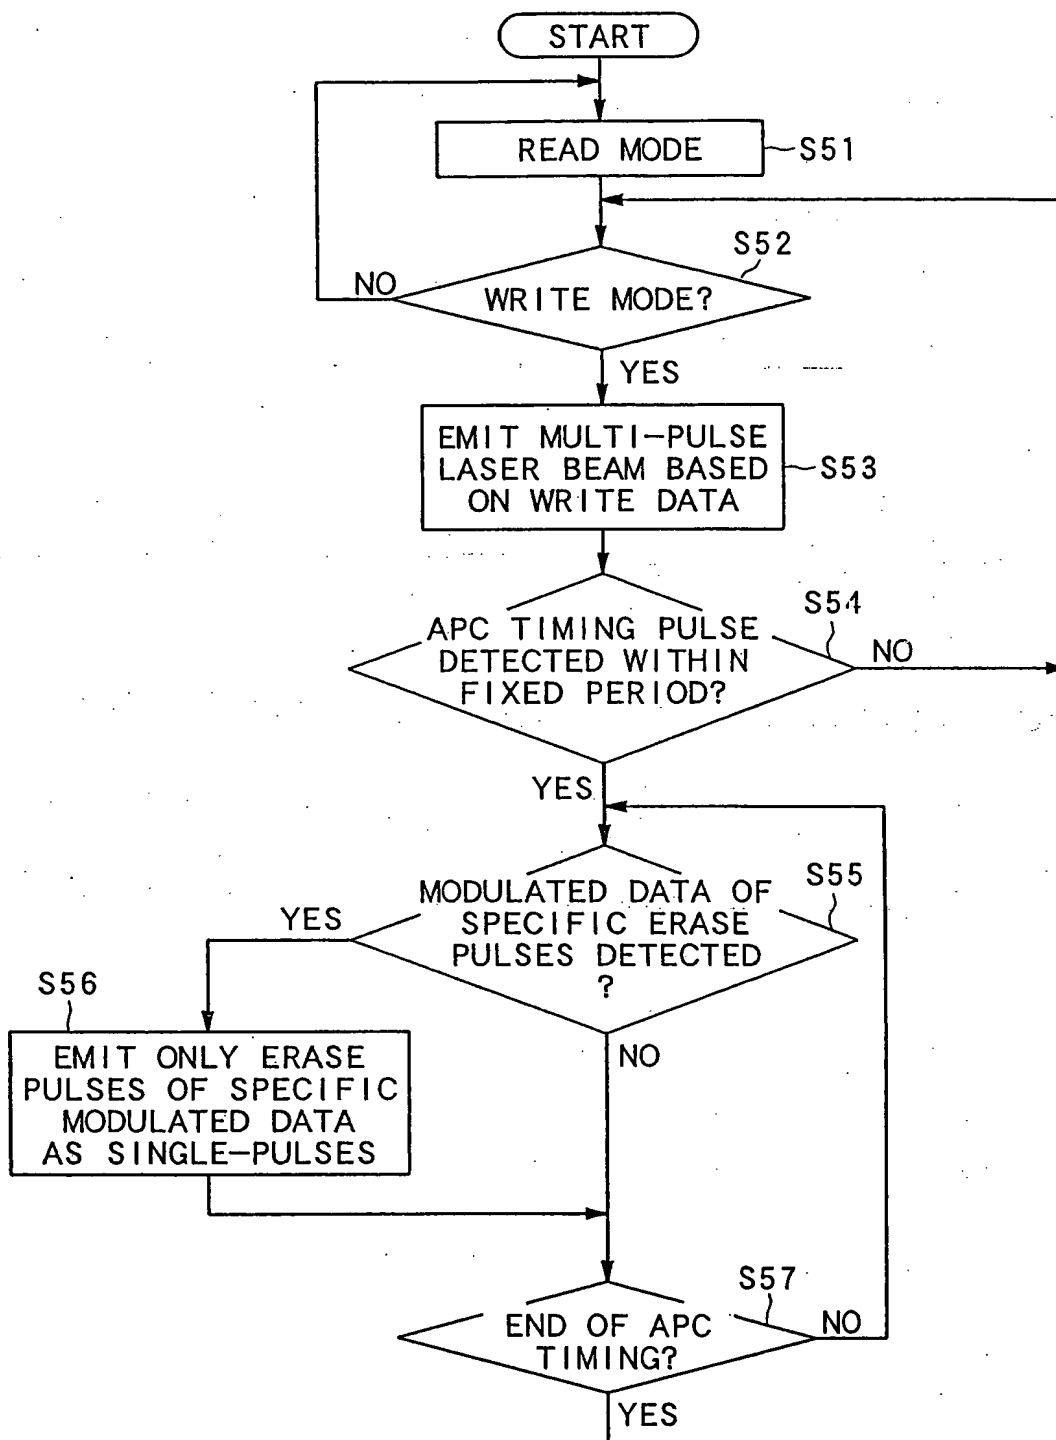 START
READ MODE
S51
S52
NO
WRITE MODE?
YES
EMIT MULTI-PULSE
LASER BEAM BASED
ON WRITE DATA
S53
S54
APC TIMING PULSE
DETECTED WITHIN
FIXED PERIOD?
NO
YES
S55
MODULATED DATA OF
SPECIFIC ERASE
PULSES DETECTED
?
YES
S56
NO
EMIT ONLY ERASE
PULSES OF SPECIFIC
MODULATED DATA
AS SINGLE-PULSES
S57
END OF APC
TIMING?
NO
YES